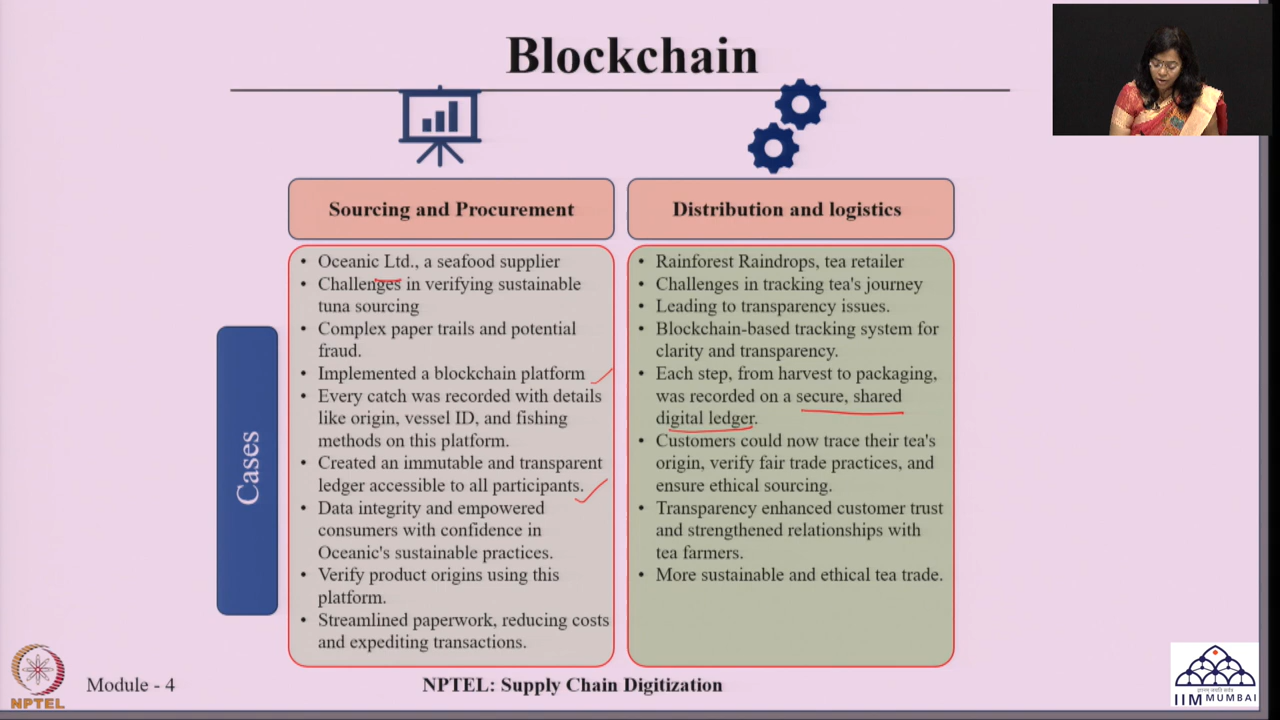 Blockchain
Sourcing and Procurement
• Oceanic Ltd., a seafood supplier
• Challenges in verifying sustainable
tuna sourcing
• Complex paper trails and potential
fraud.
• Implemented a blockchain platform
• Every catch was recorded with details
like origin, vessel ID, and fishing
methods on this platform.
• Created an immutable and transparent
ledger accessible to all participants.
• Data integrity and empowered
consumers with confidence in
Oceanic's sustainable practices.
• Verify product origins using this
platform.
• Streamlined paperwork, reducing costs
and expediting transactions.
Distribution and logistics
• Rainforest Raindrops, tea retailer
• Challenges in tracking tea's journey
• Leading to transparency issues.
• Blockchain-based tracking system for
clarity and transparency.
• Each step, from harvest to packaging,
was recorded on a secure, shared
digital ledger.
• Customers could now trace their tea's
origin, verify fair trade practices, and
ensure ethical sourcing.
• Transparency enhanced customer trust
and strengthened relationships with
tea farmers.
• More sustainable and ethical tea trade.
Cases
NPTEL
Module - 4
NPTEL: Supply Chain Digitization
IIM MUMBAI